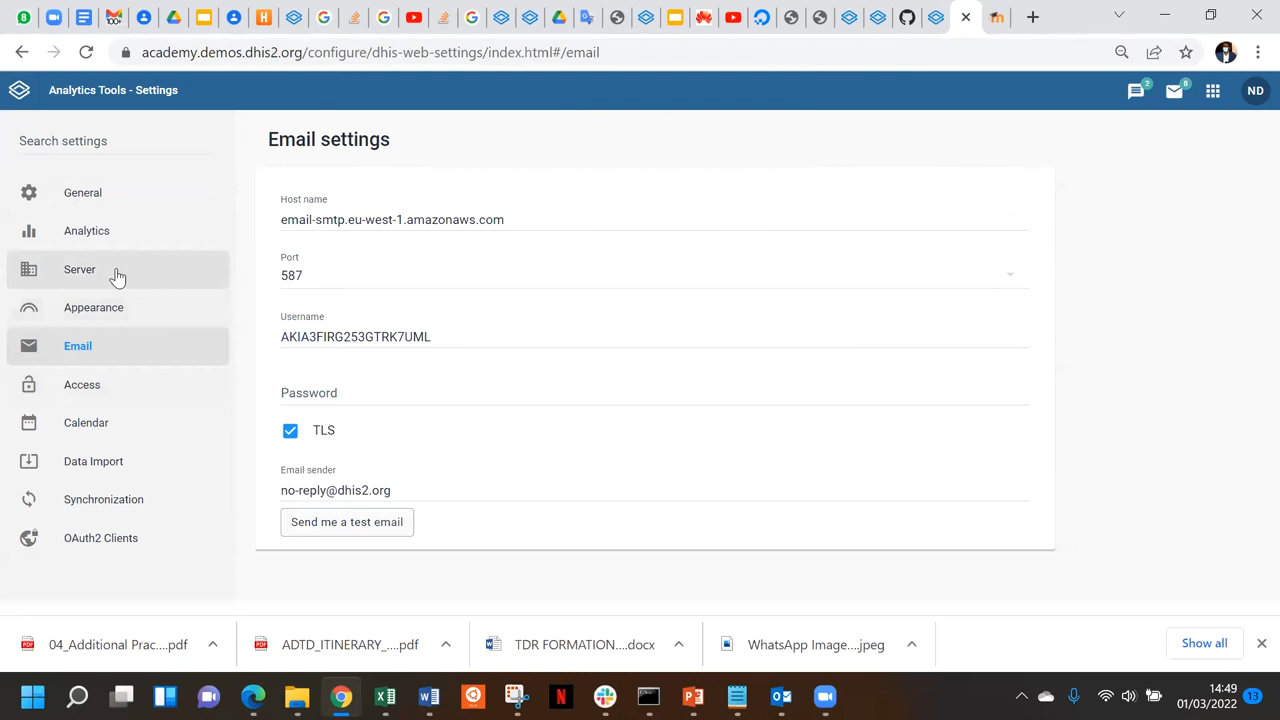 academy.demos.dhis2.org/configure/dhis-web-settings/index.html#/email
Analytics Tools - Settings
2
8
ND
Search settings
General
Analytics
Server
Appearance
Email
Access
Calendar
Data Import
Synchronization
OAuth2 Clients
Email settings
Host name
email-smtp.eu-west-1.amazonaws.com
Port
587
Username
AKIA3FIRG253GTRK7UML
Password
TLS
Email sender
no-reply@dhis2.org
Send me a test email
04_Additional Prac....pdf
ADTD_ITINERARY_....pdf
TDR FORMATION....docx
WhatsApp Image....jpeg
Show all
14:49
01/03/2022
13